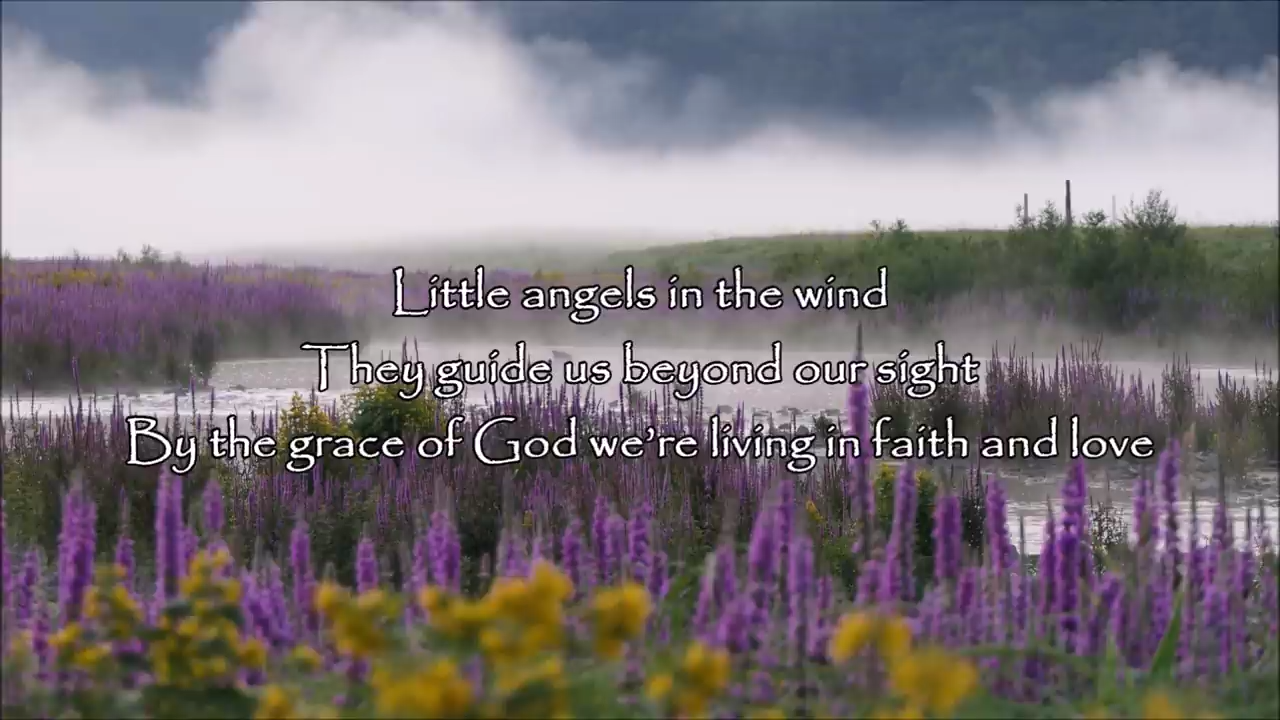 Little angels in the wind
They guide us beyond our sight
By the grace of God we're living in faith and love